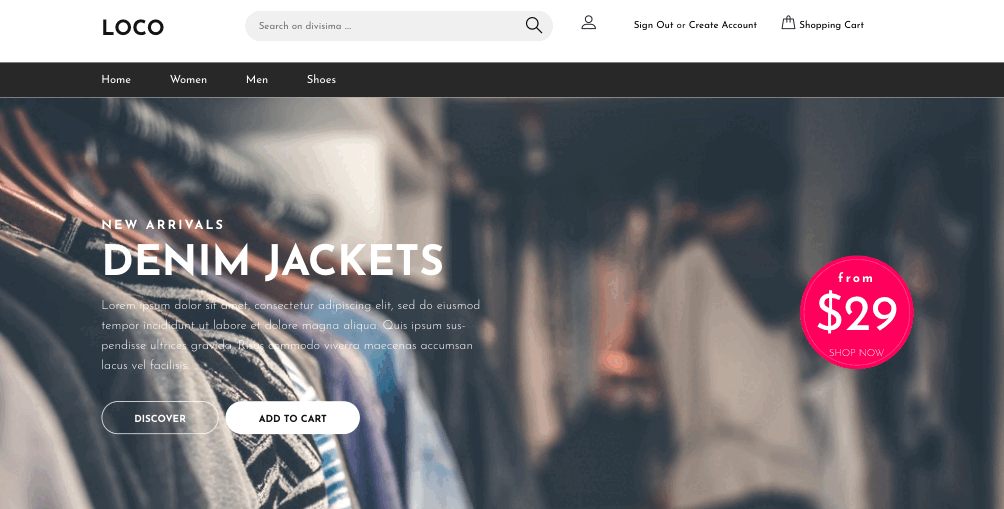 LOCO
Search on divisima ...
Sign Out or Create Account
Shopping Cart
Home
Women
Men
Shoes
NEW ARRIVALS
DENIM JACKETS
Lorem ipsum dolor sit amet, consectetur adipiscing elit, sed do eiusmod
tempor incididunt ut labore et dolore magna aliqua. Quis ipsum sus-
pendisse ultrices gravida. Risus commodo viverra maecenas accumsan
lacus vel facilisis.
DISCOVER
ADD TO CART
from
$29
SHOP NOW